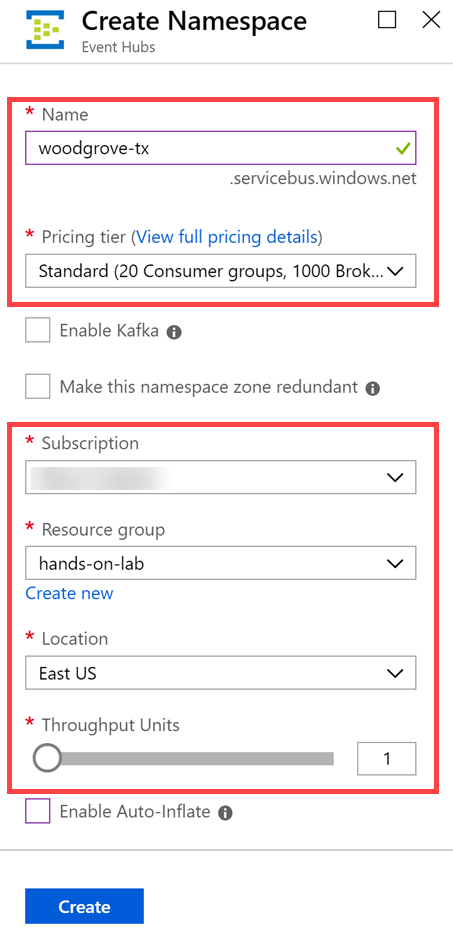 Create Namespace
Event Hubs
* Name
woodgrove-tx
.servicebus.windows.net
* Pricing tier (View full pricing details)
Standard (20 Consumer groups, 1000 Brok...
Enable Kafka
Make this namespace zone redundant
* Subscription
* Resource group
hands-on-lab
Create new
* Location
East US
* Throughput Units
1
Enable Auto-Inflate
Create